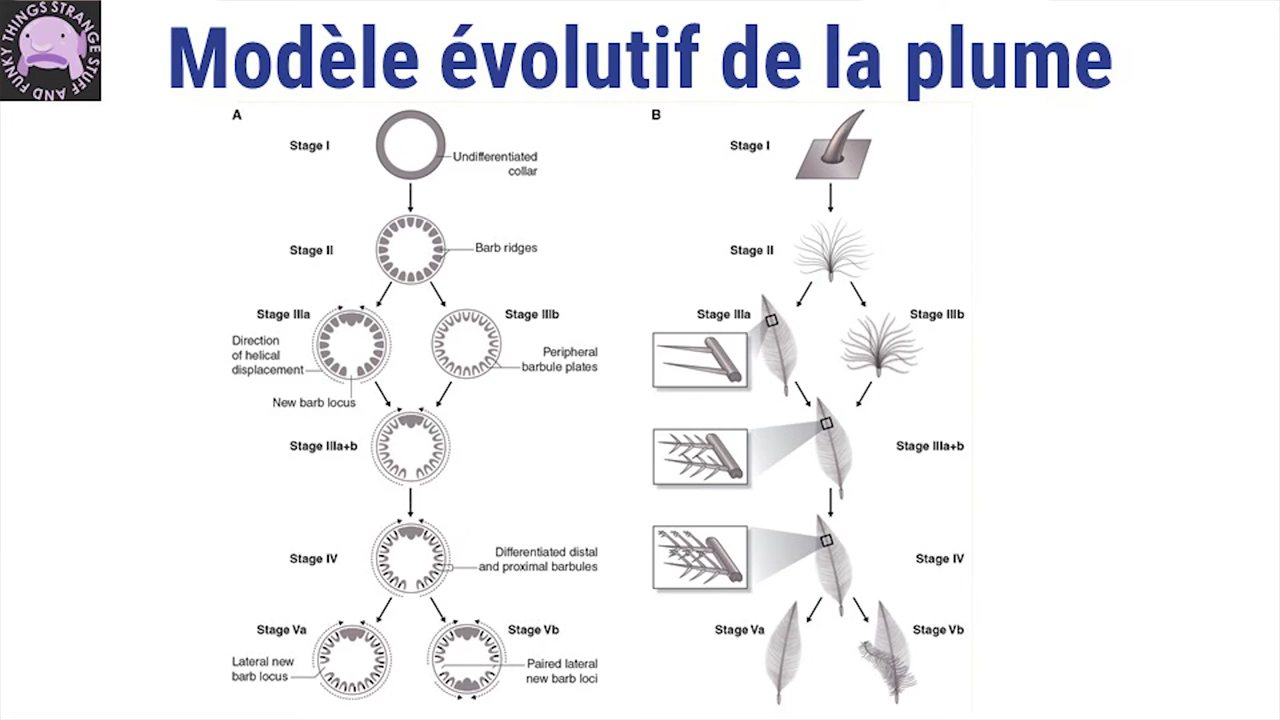 THINGS STRANGE STUFF AND FUNKY
Modèle évolutif de la plume
A
Stage I
Undifferentiated
collar
Stage II
Barb ridges
Stage IIIa
Stage IIIb
Direction
of helical
displacement
Peripheral
barbule plates
New barb locus
Stage IIIa+b
Stage IV
Differentiated distal
and proximal barbules
Stage Va
Stage Vb
Lateral new
barb locus
Paired lateral
new barb loci
B
Stage I
Stage II
Stage IIIa
Stage IIIb
Stage IIIa+b
Stage IV
Stage Va
Stage Vb